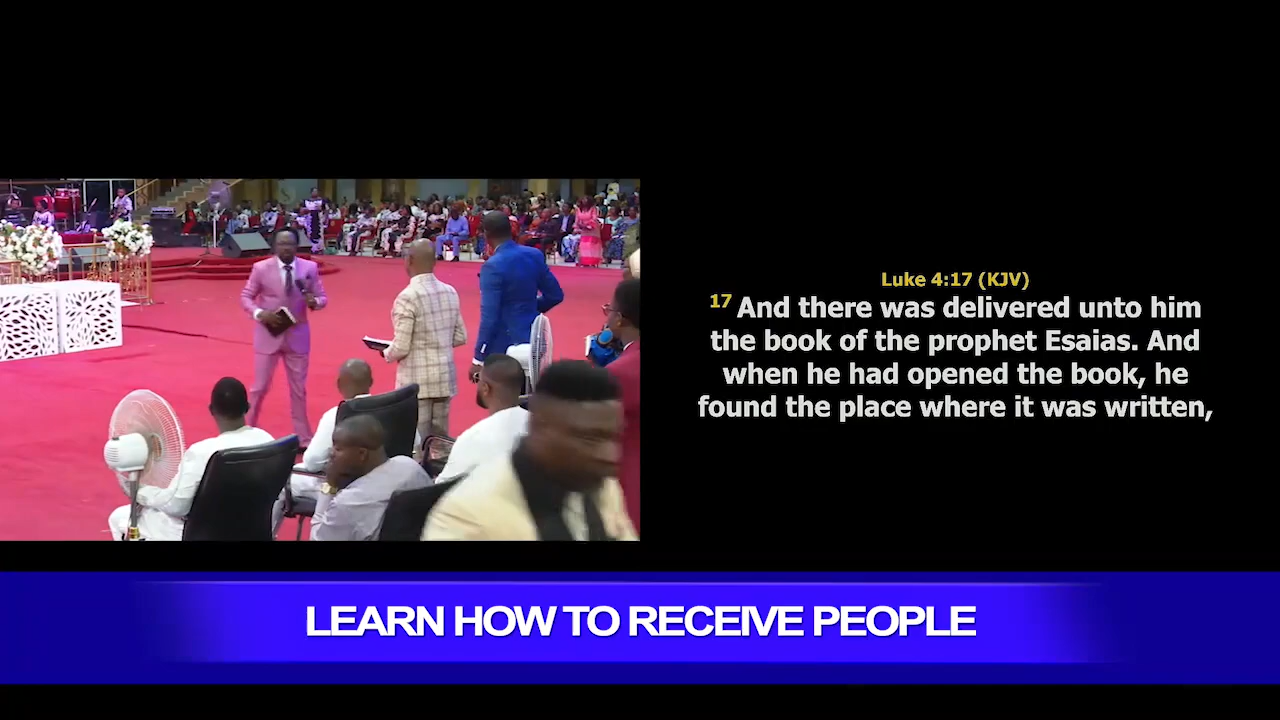 Luke 4:17 (KJV)
17 And there was delivered unto him
the book of the prophet Esaias. And
when he had opened the book, he
found the place where it was written,
LEARN HOW TO RECEIVE PEOPLE